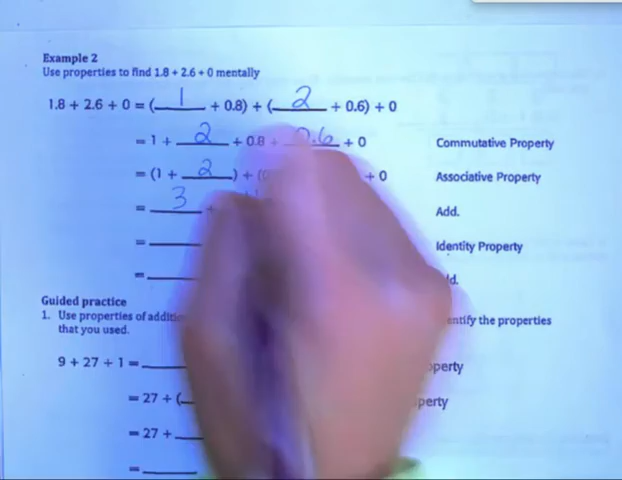 Example 2
Use properties to find 1.8 + 2.6 + 0 mentally
1.8 + 2.6 + 0 = ( 1 + 0.8) + ( 2 + 0.6) + 0
= 1 + 2 + 0.8 + 0.6 + 0 Commutative Property
= (1 + 2 ) + (0 + 0 Associative Property
= 3 + Add.
= Identity Property
=
Guided practice
1. Use properties of entify the properties
that you used.
9 + 27 + 1 =
= 27 + (
= 27 +
=